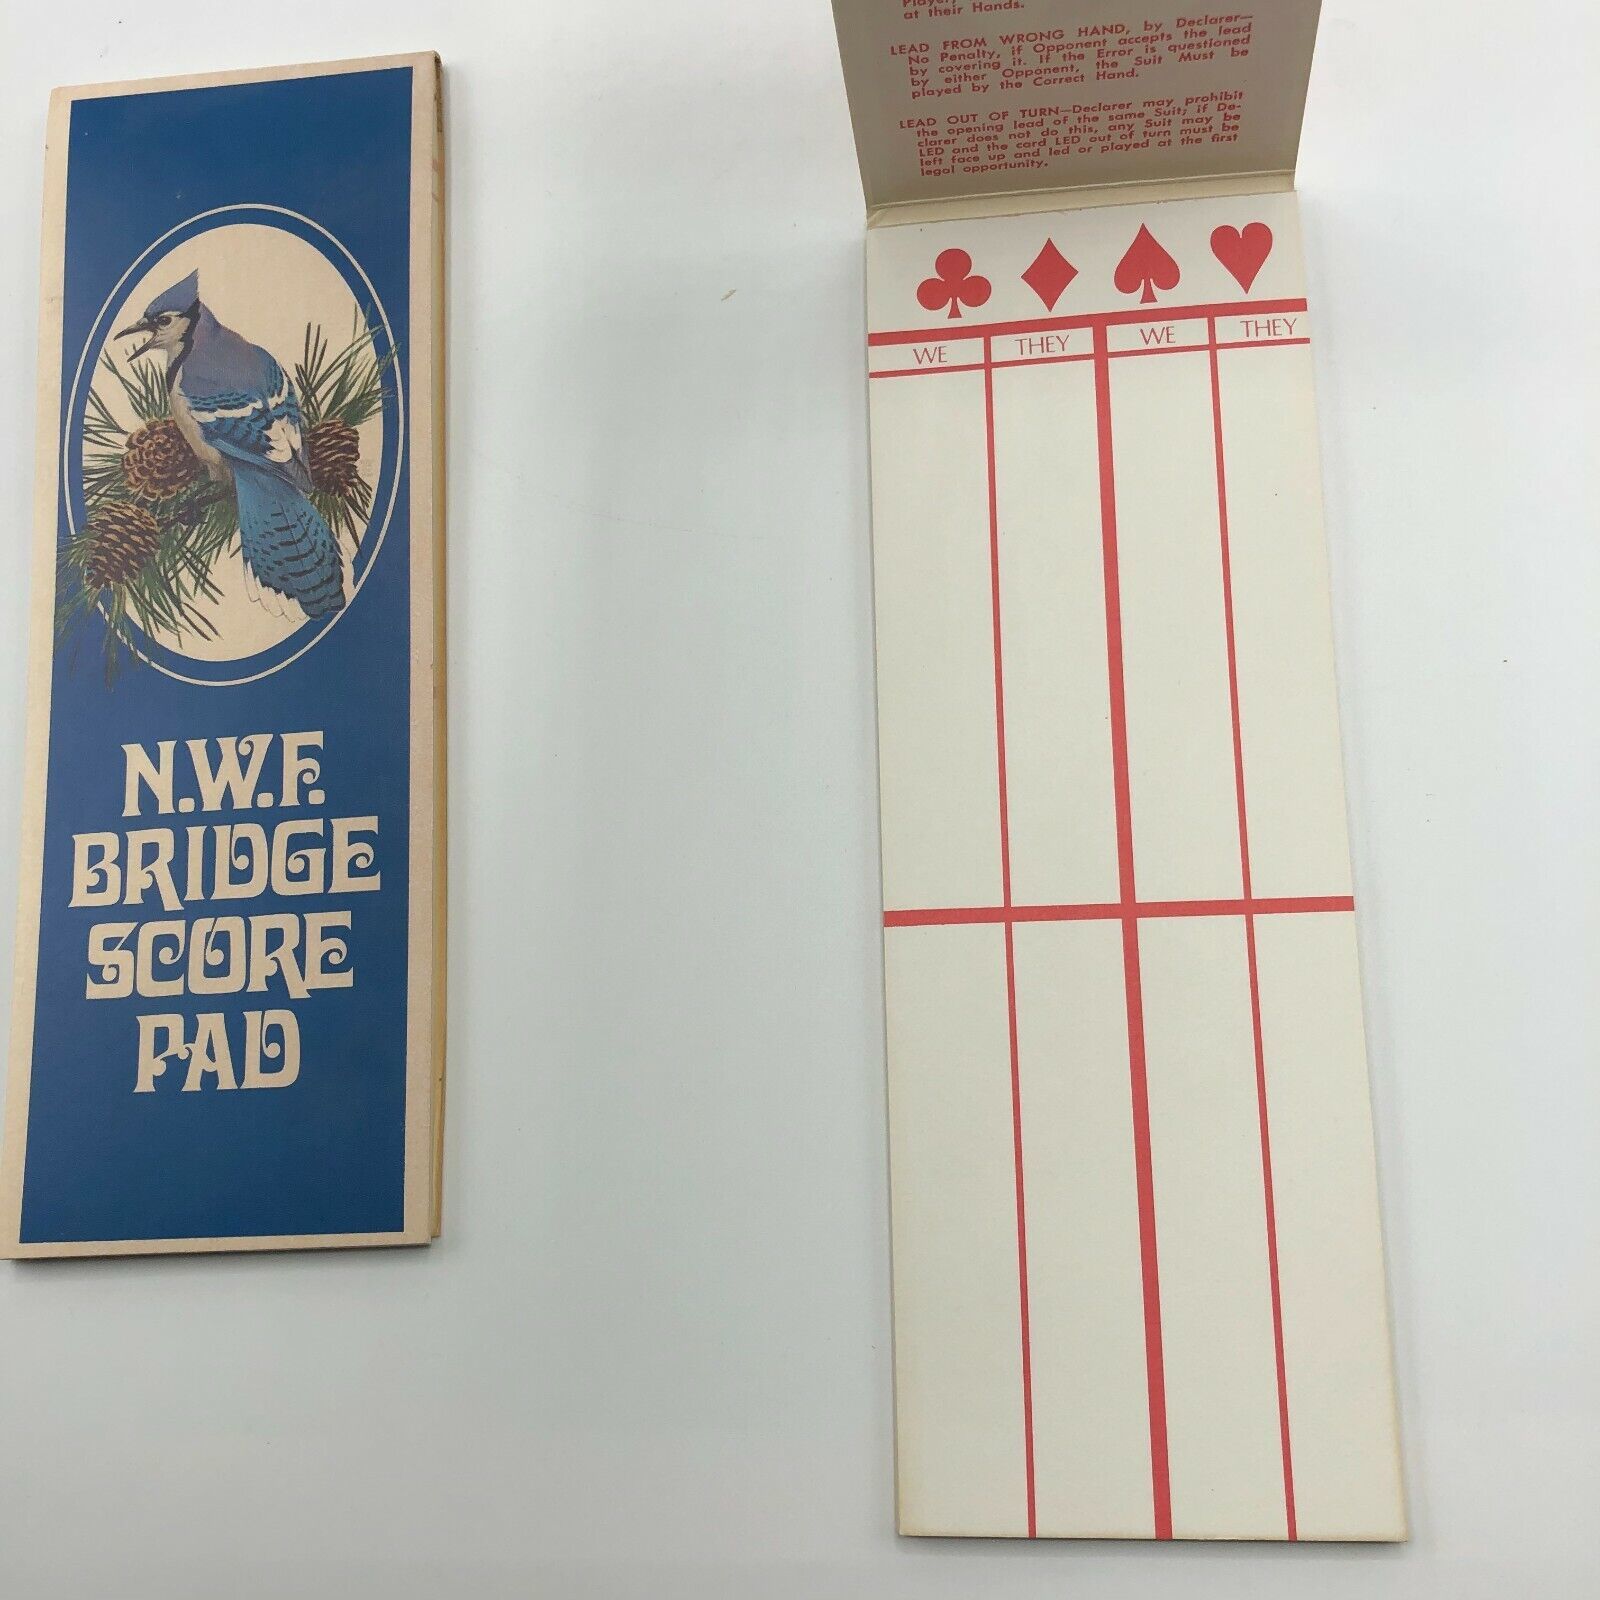 N.W.F.
BRIDGE
SCORE
PAD
at their Hands.
LEAD FROM WRONG HAND, by Declarer—
No Penalty, if Opponent accepts the lead
by covering it. If the Error is questioned
by either Opponent, the Suit Must be
played by the Correct Hand.
LEAD OUT OF TURN—Declarer may prohibit
the opening lead of the same Suit; if De-
clarer does not do this, any Suit may be
LED and the card LED out of turn must be
left face up and led or played at the first
legal opportunity.
WE THEY WE THEY